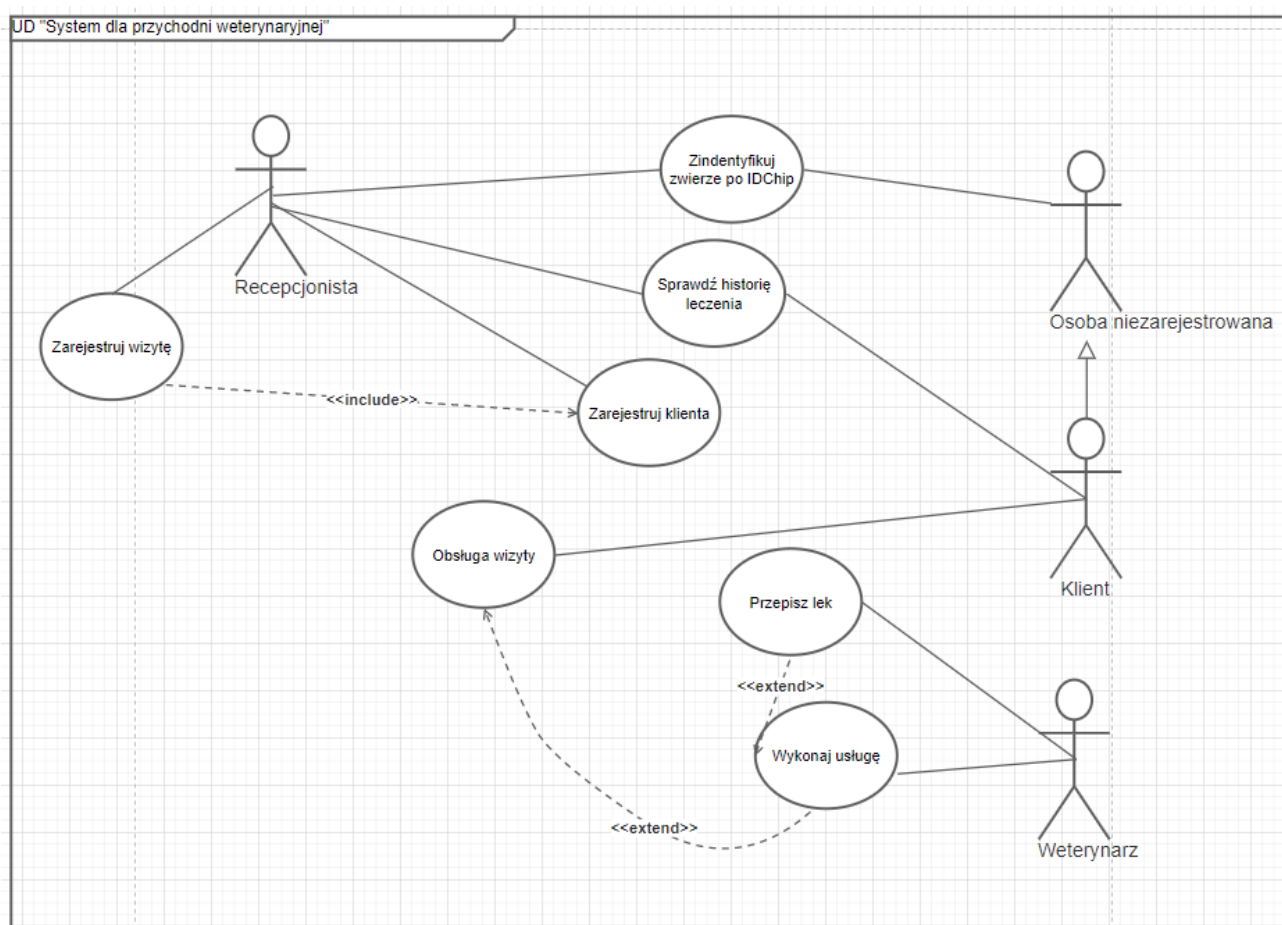 UD "System dla przychodni weterynaryjnej"
Zindentyfikuj
zwierze po IDChip
Recepcjonista
Sprawdź historię
leczenia
Osoba niezarejestrowana
Zarejestruj wizytę
<<include>>
Zarejestruj klienta
Obsługa wizyty
Klient
Przepisz lek
<<extend>>
Wykonaj usługę
<<extend>>
Weterynarz